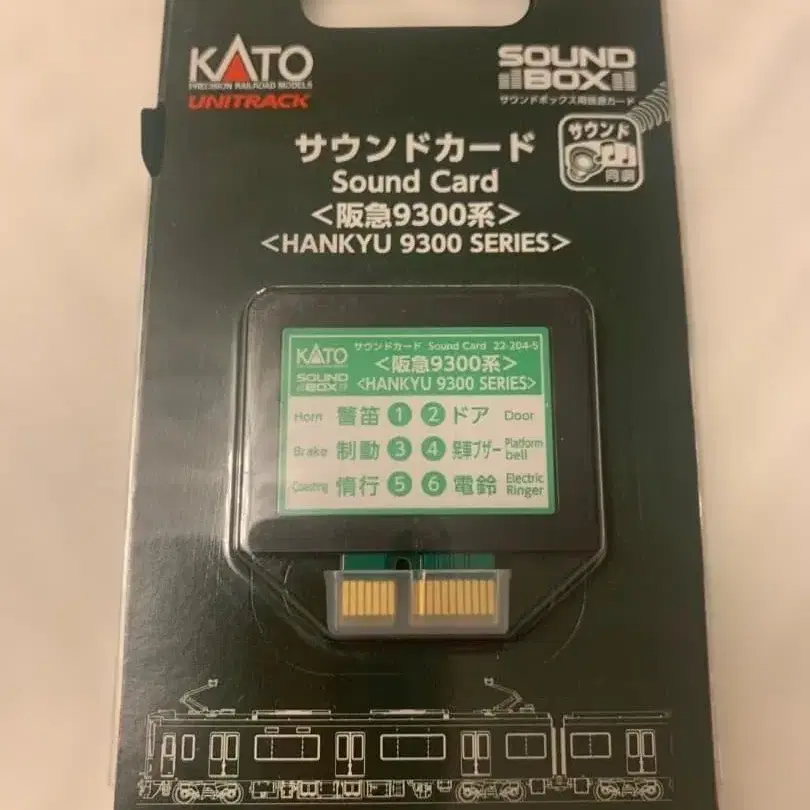 KATO
PRECISION RAILROAD MODELS
UNITRACK
SOUND
BOX
サウンドボックス用音源カード
サウンド
同調
サウンドカード
Sound Card
<阪急9300系>
<HANKYU 9300 SERIES>
KATO
SOUND
BOX
サウンドカード Sound Card 22-204-5
<阪急9300系>
<HANKYU 9300 SERIES>
Horn 警笛 1 2 ドア Door
Brake 制動 3 4 発車ブザー Platform bell
Coasting 惰行 5 6 電鈴 Electric Ringer